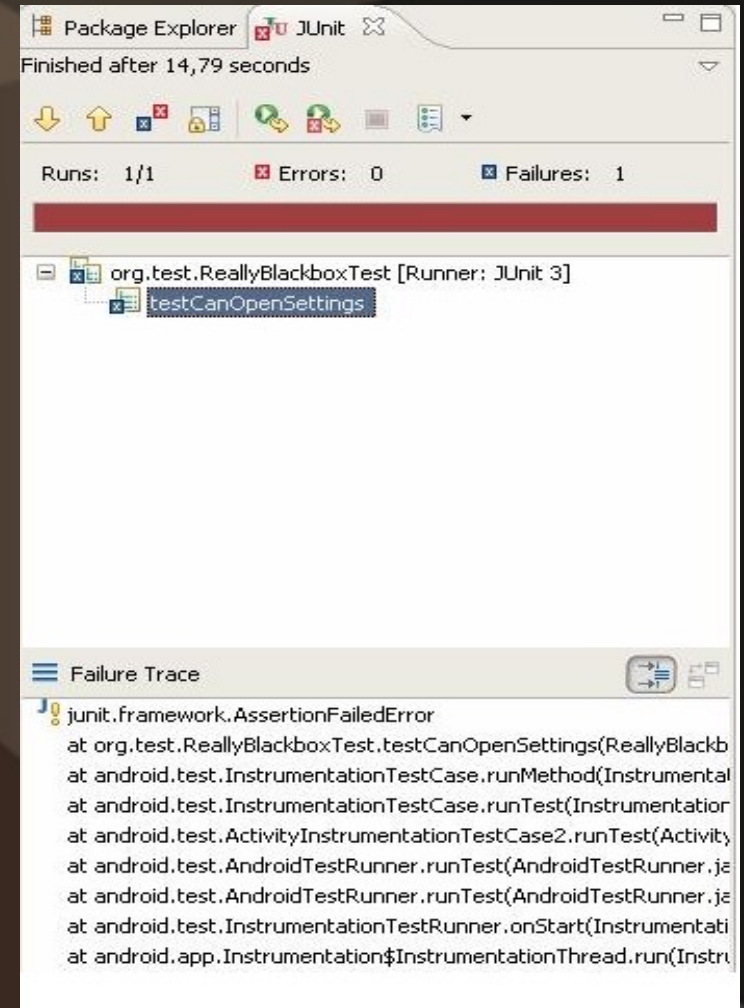 Package Explorer JUnit
Finished after 14,79 seconds
Runs: 1/1 Errors: 0 Failures: 1
org.test.ReallyBlackboxTest [Runner: JUnit 3]
testCanOpenSettings
Failure Trace
junit.framework.AssertionFailedError
at org.test.ReallyBlackboxTest.testCanOpenSettings(ReallyBlackb
at android.test.InstrumentationTestCase.runMethod(Instrumental
at android.test.InstrumentationTestCase.runTest(Instrumentation
at android.test.ActivityInstrumentationTestCase2.runTest(Activity
at android.test.AndroidTestRunner.runTest(AndroidTestRunner.ja
at android.test.AndroidTestRunner.runTest(AndroidTestRunner.ja
at android.test.InstrumentationTestRunner.onStart(Instrumentati
at android.app.Instrumentation$InstrumentationThread.run(Instru